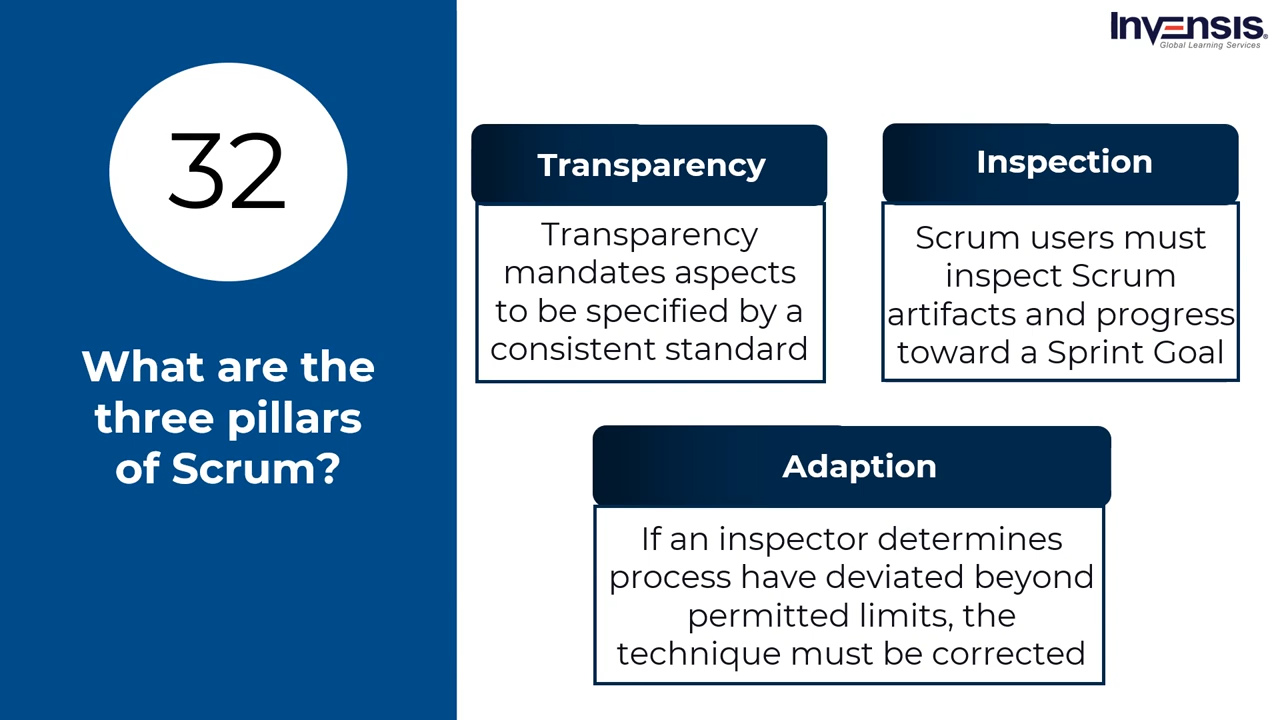 Invensis®
Global Learning Services
32
What are the
three pillars
of Scrum?
Transparency
Transparency
mandates aspects
to be specified by a
consistent standard
Inspection
Scrum users must
inspect Scrum
artifacts and progress
toward a Sprint Goal
Adaption
If an inspector determines
process have deviated beyond
permitted limits, the
technique must be corrected